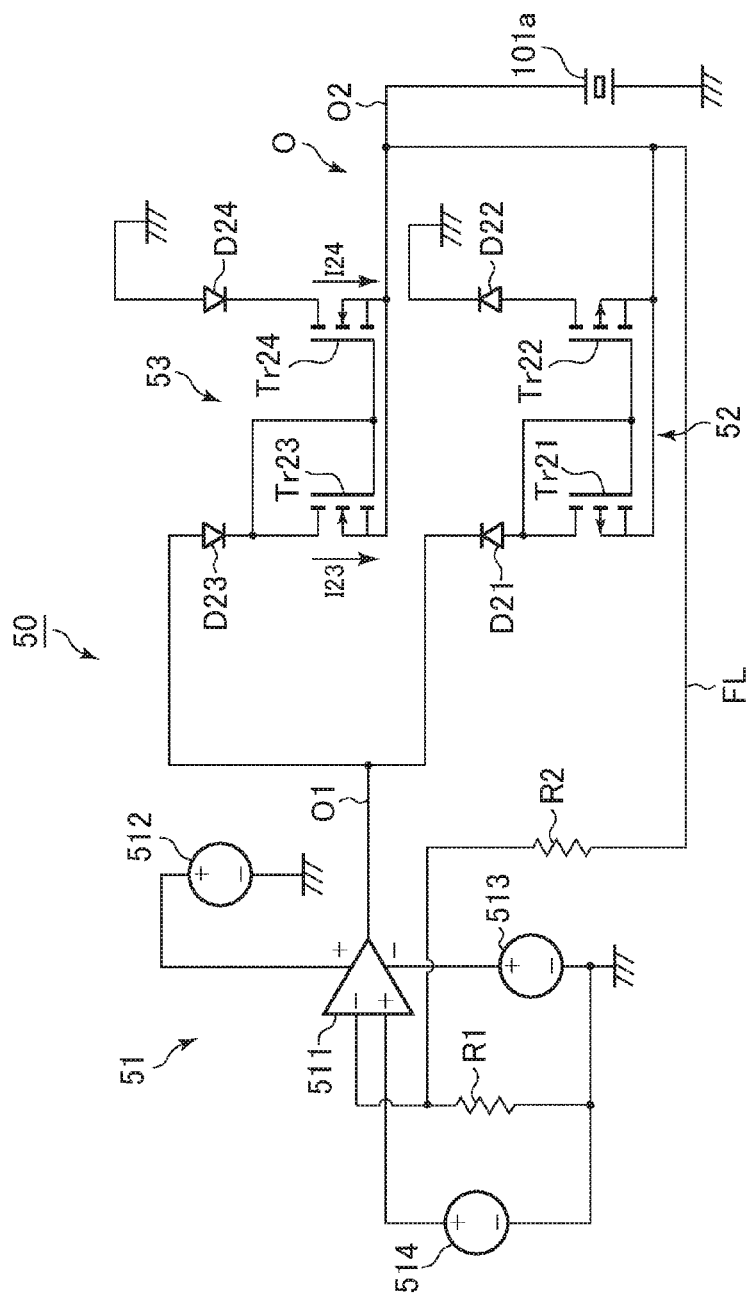 50
51
512
+
−
53
D23
D24
Tr23
Tr24
I23
I24
O
O2
101a
511
−
+
+
−
O1
D21
D22
Tr21
Tr22
52
514
+
−
R1
513
+
−
R2
FL